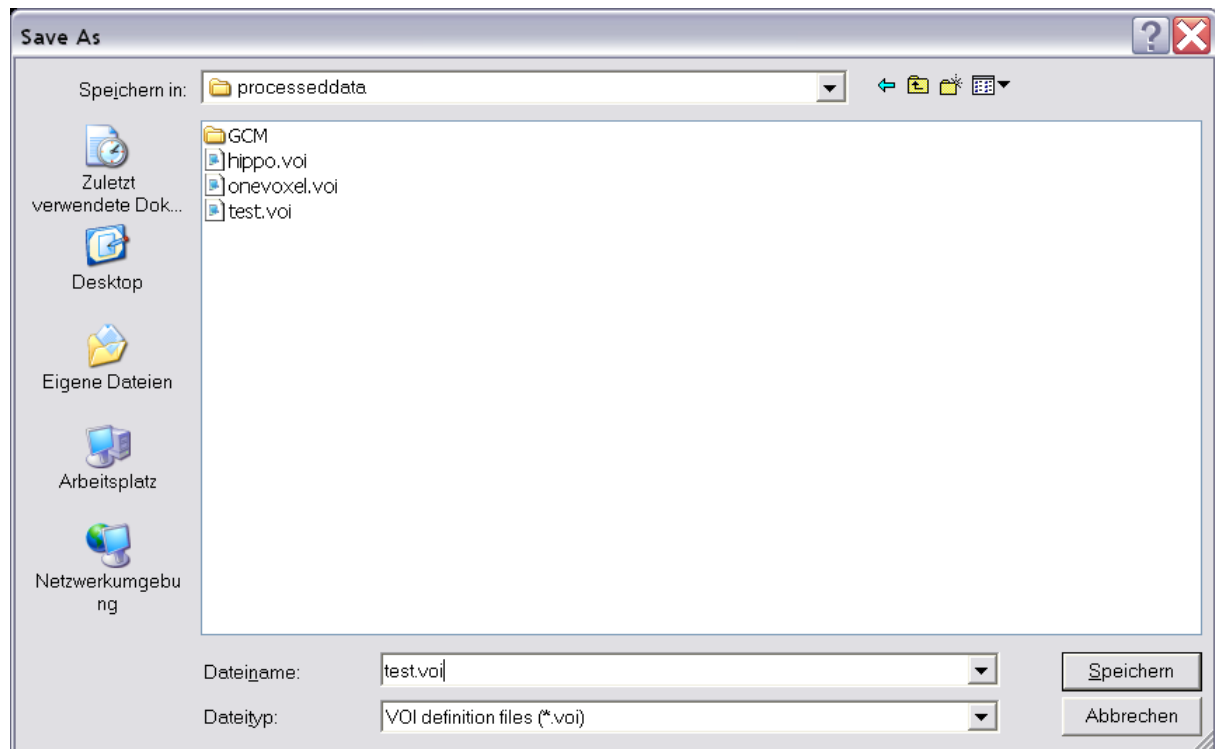 Save As
Speichern in: processeddata
GCM
hippo.voi
onevoxel.voi
test.voi
Zuletzt
verwendete Dok...
Desktop
Eigene Dateien
Arbeitsplatz
Netzwerkumgebu
ng
Dateiname: test.voi Speichern
Dateityp: VOI definition files (*.voi) Abbrechen